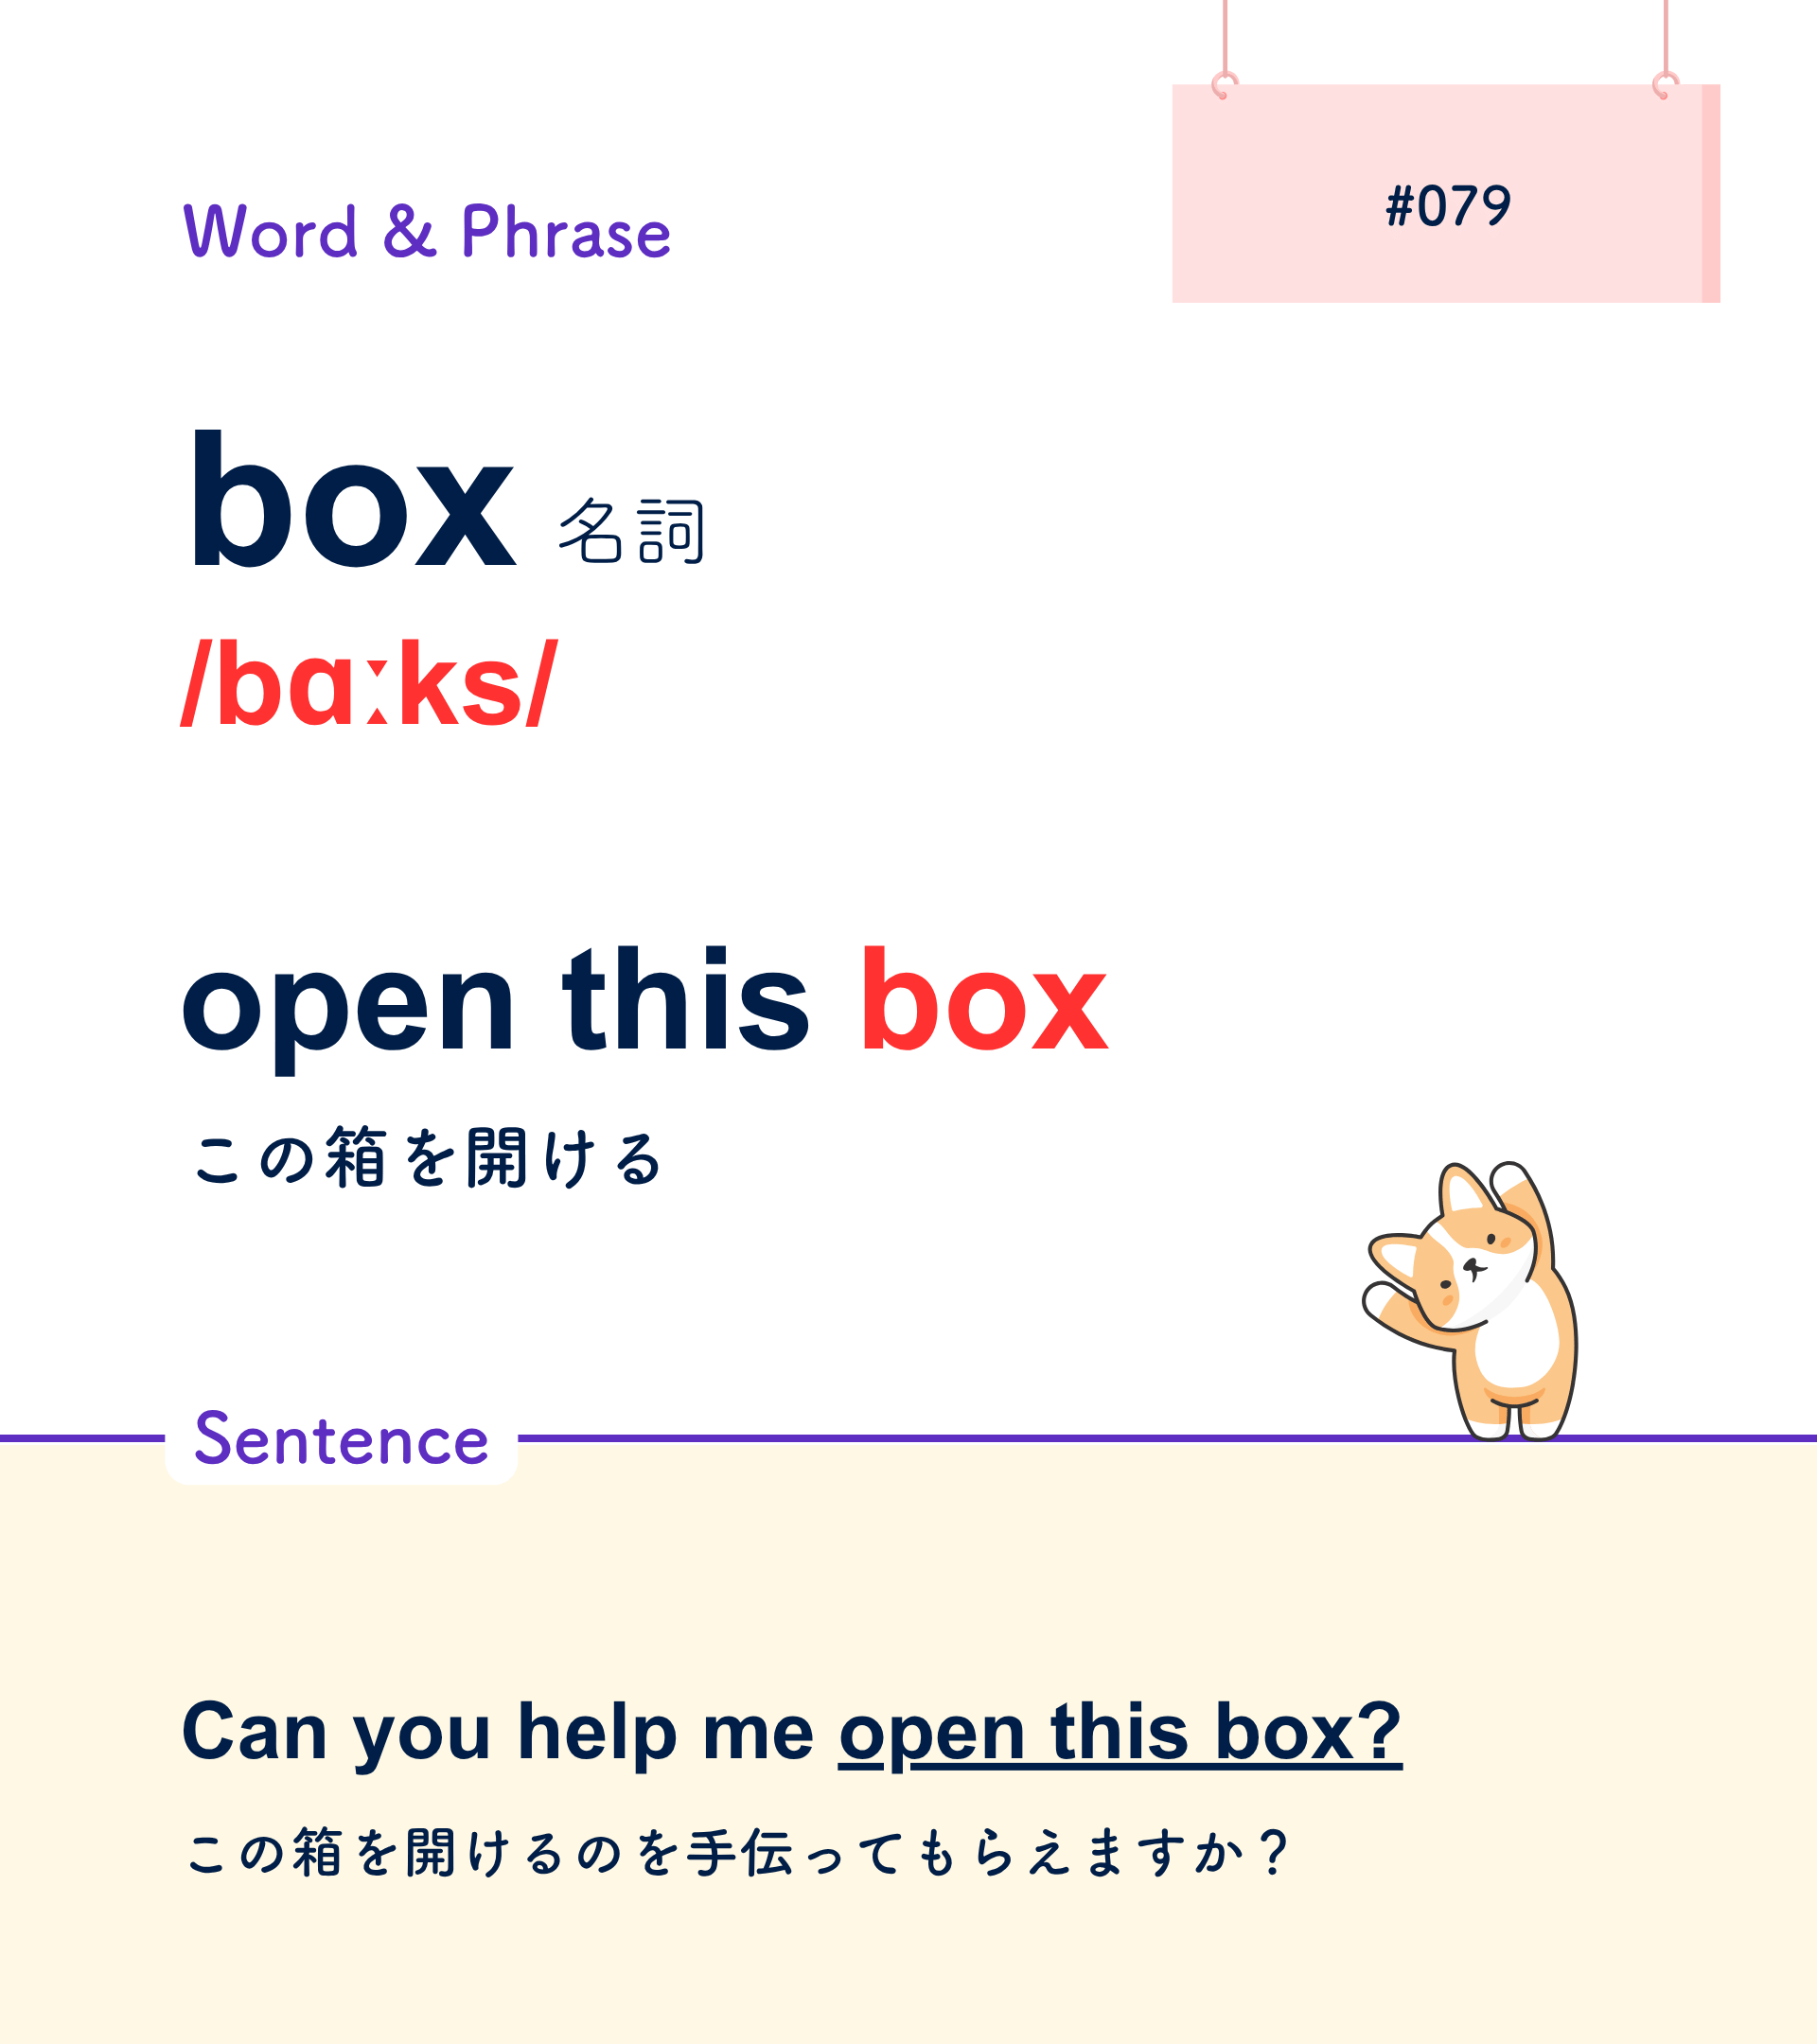 #079
Word & Phrase
box 名詞
/bɑːks/
open this box
この箱を開ける
Sentence
Can you help me open this box?
この箱を開けるのを手伝ってもらえますか？